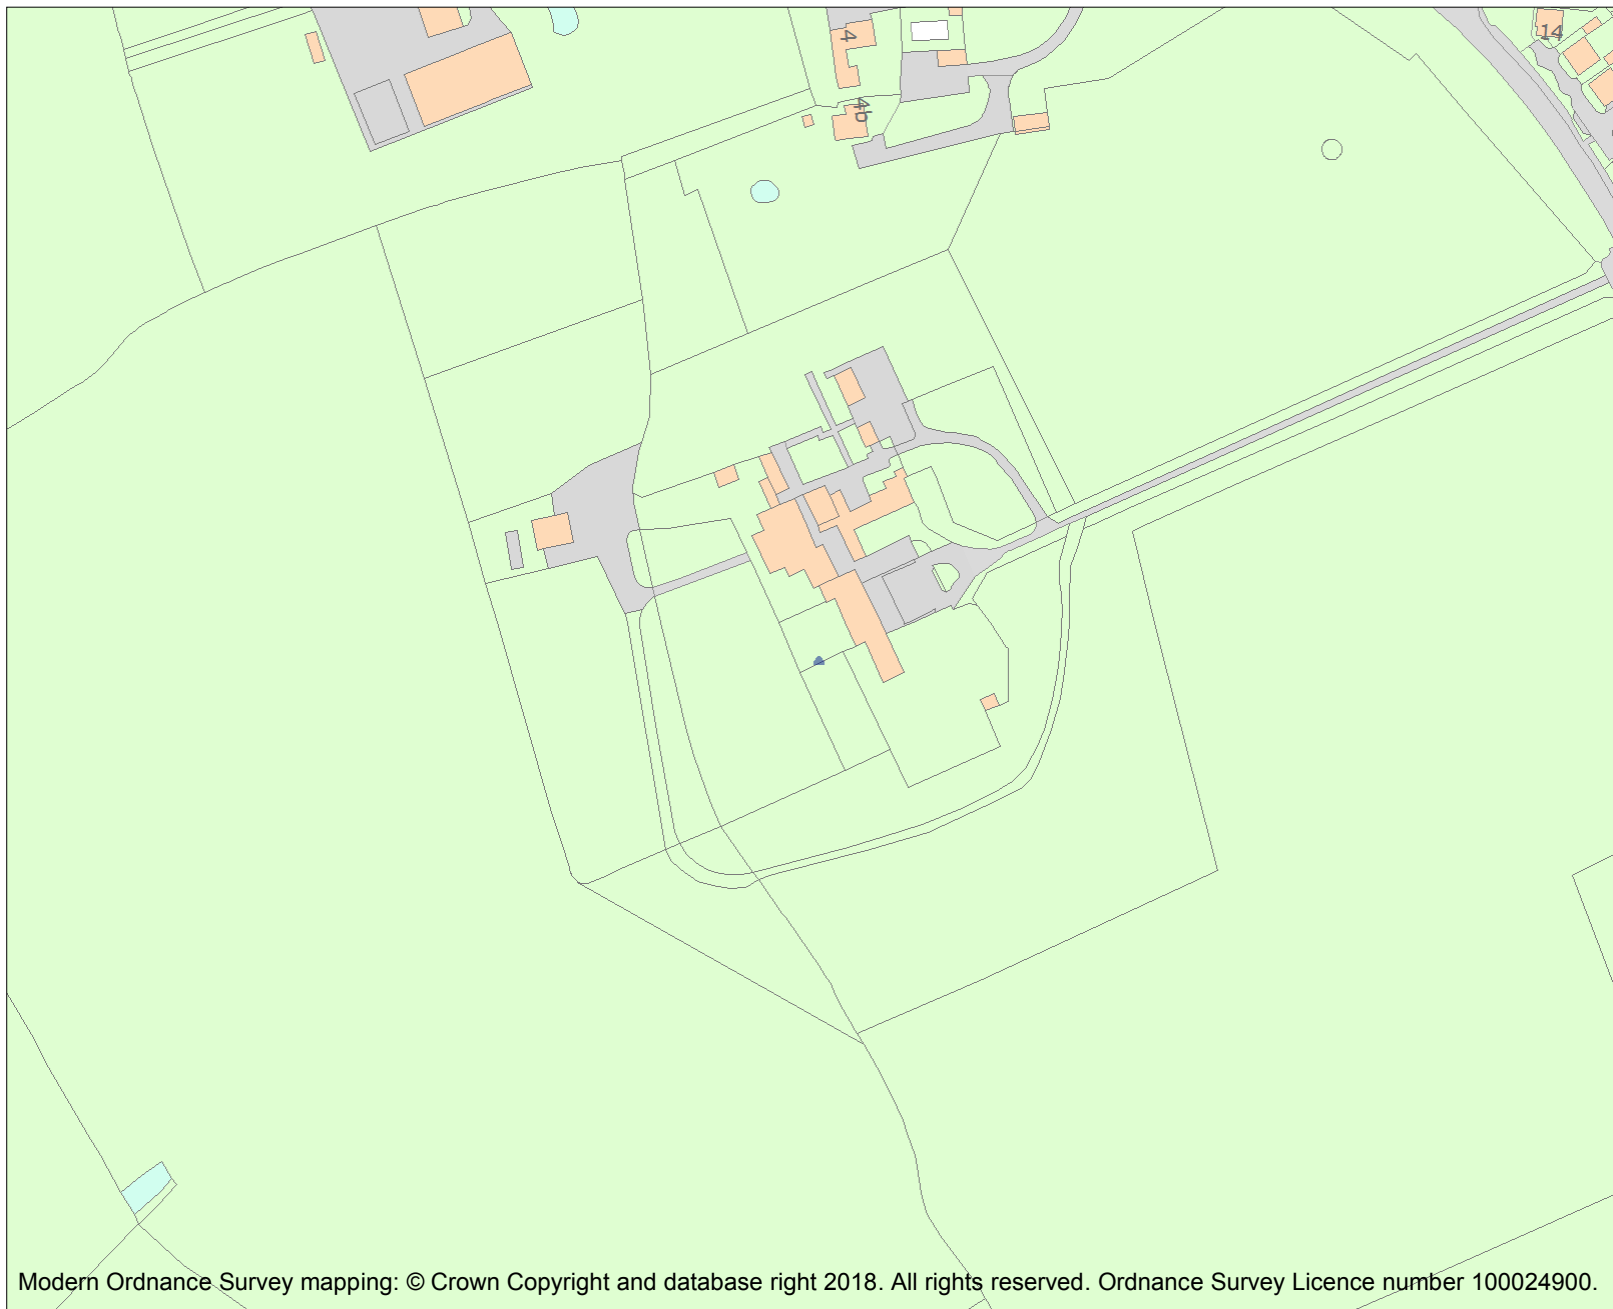 4
14
4b
Modern Ordnance Survey mapping: © Crown Copyright and database right 2018. All rights reserved. Ordnance Survey Licence number 100024900.